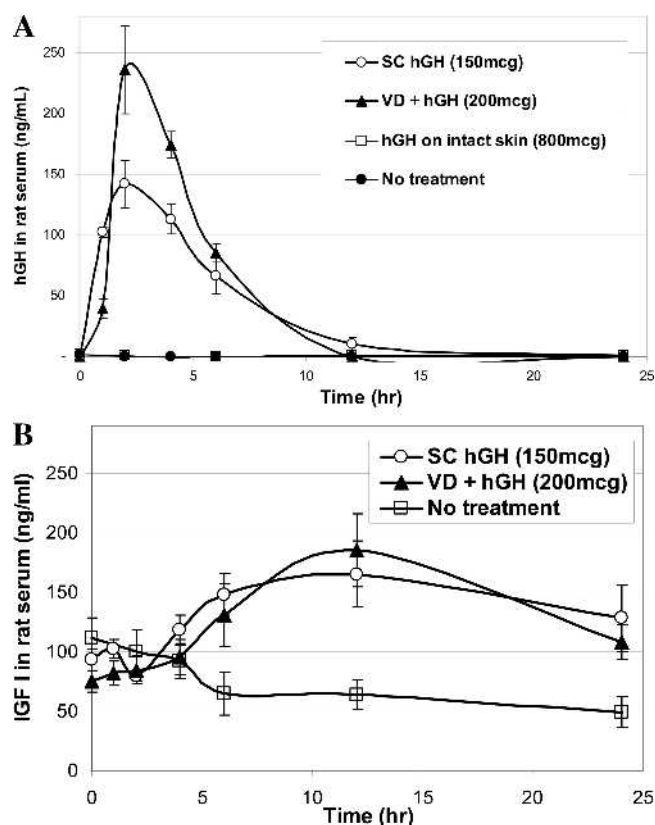 A
hGH in rat serum (ng/mL)
250
200
150
100
50
-
0
5
10
15
20
25
Time (hr)
SC hGH (150mcg)
VD + hGH (200mcg)
hGH on intact skin (800mcg)
No treatment
B
IGF I in rat serum (ng/ml)
250
200
150
100
50
0
0
5
10
15
20
25
Time (hr)
SC hGH (150mcg)
VD + hGH (200mcg)
No treatment